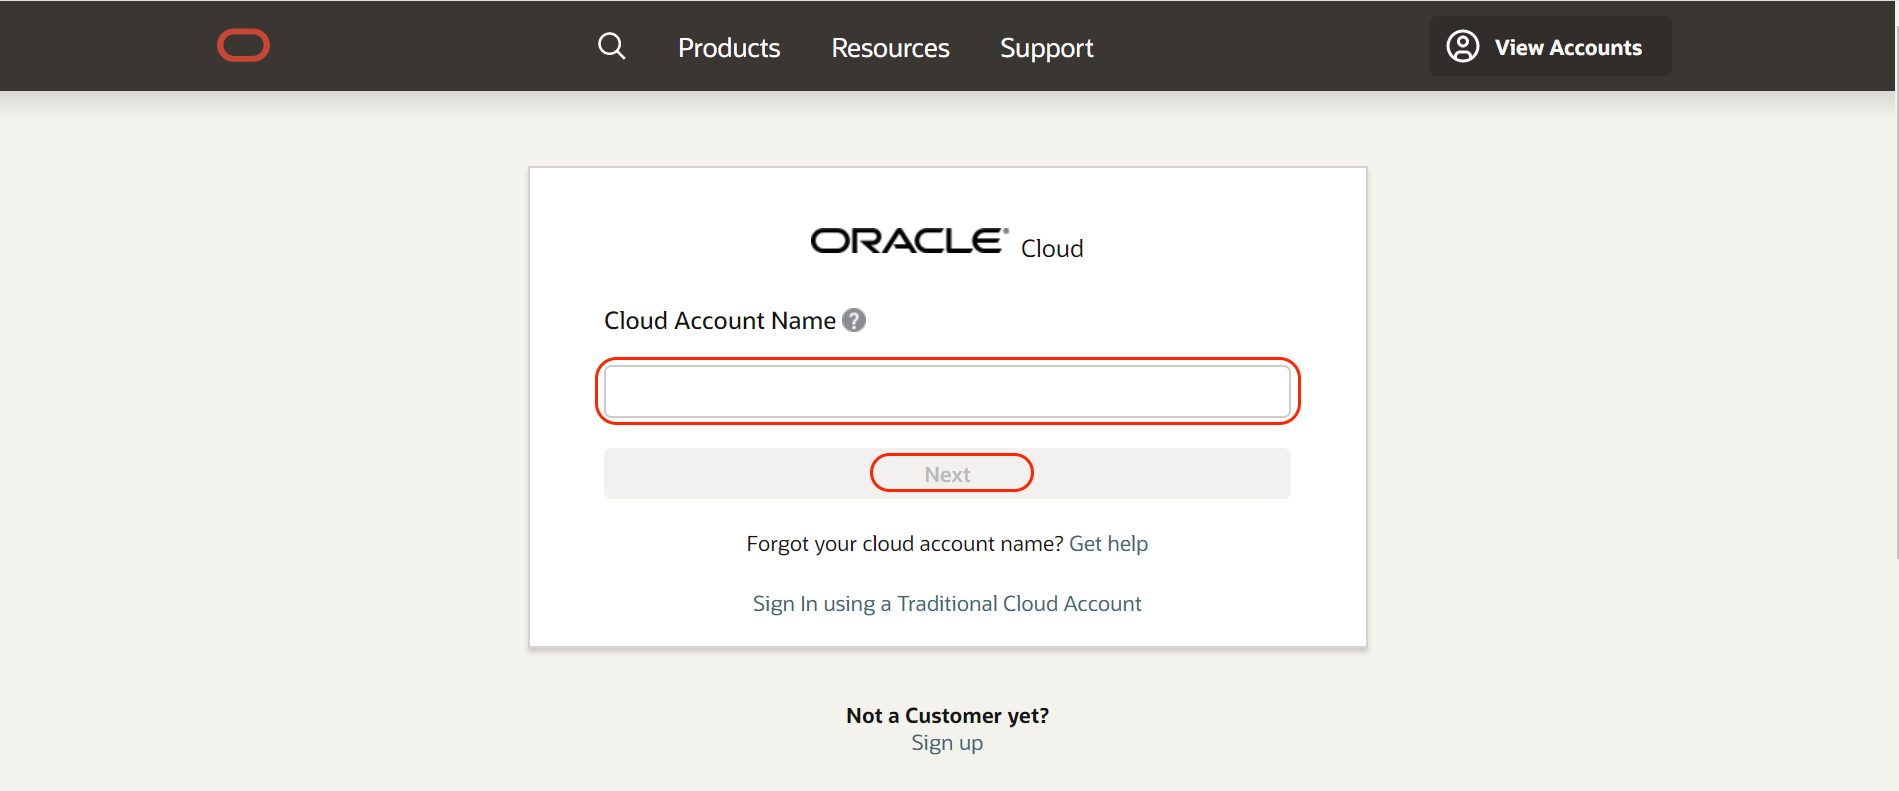 Products Resources Support View Accounts
ORACLE® Cloud
Cloud Account Name ?
Next
Forgot your cloud account name? Get help
Sign In using a Traditional Cloud Account
Not a Customer yet?
Sign up